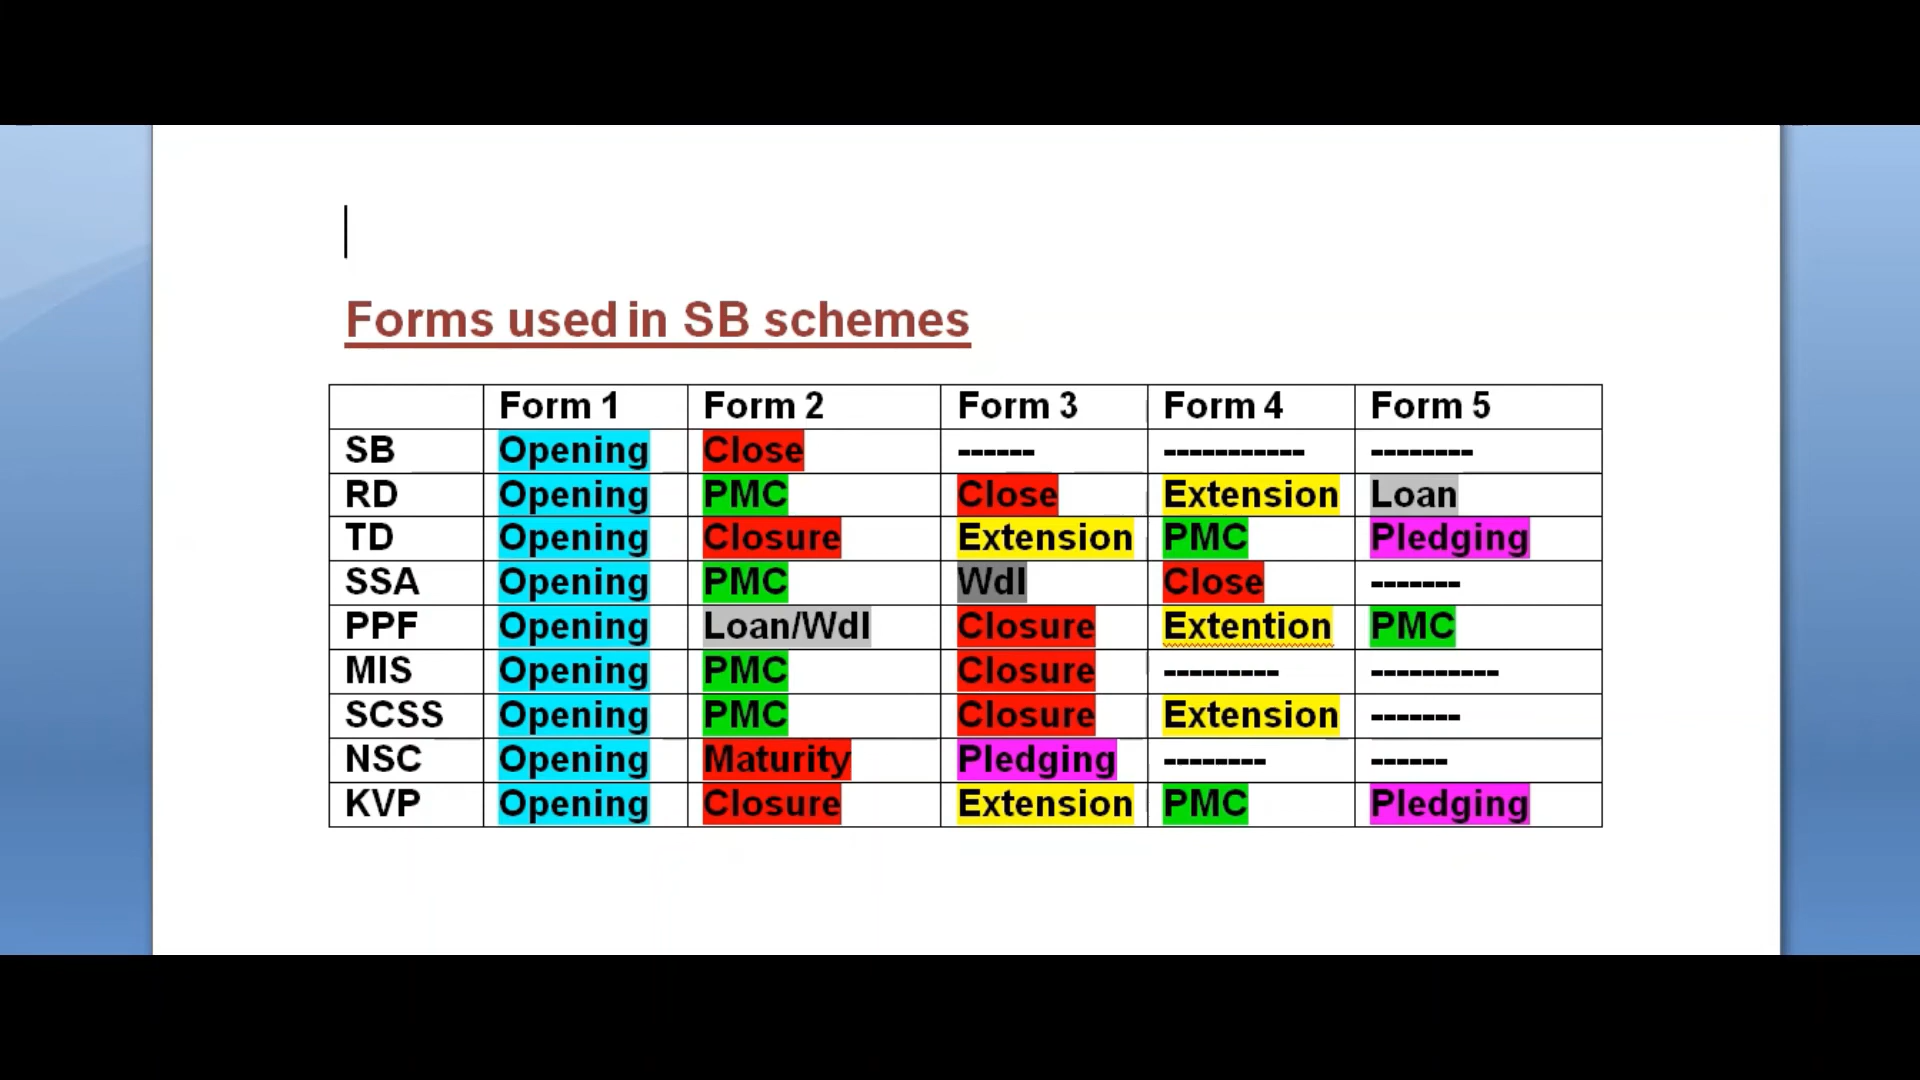 Forms used in SB schemes
Form 1 Form 2 Form 3 Form 4 Form 5
SB Opening Close ------ ----------- --------
RD Opening PMC Close Extension Loan
TD Opening Closure Extension PMC Pledging
SSA Opening PMC Wdl Close -------
PPF Opening Loan/Wdl Closure Extention PMC
MIS Opening PMC Closure --------- ----------
SCSS Opening PMC Closure Extension -------
NSC Opening Maturity Pledging -------- ------
KVP Opening Closure Extension PMC Pledging